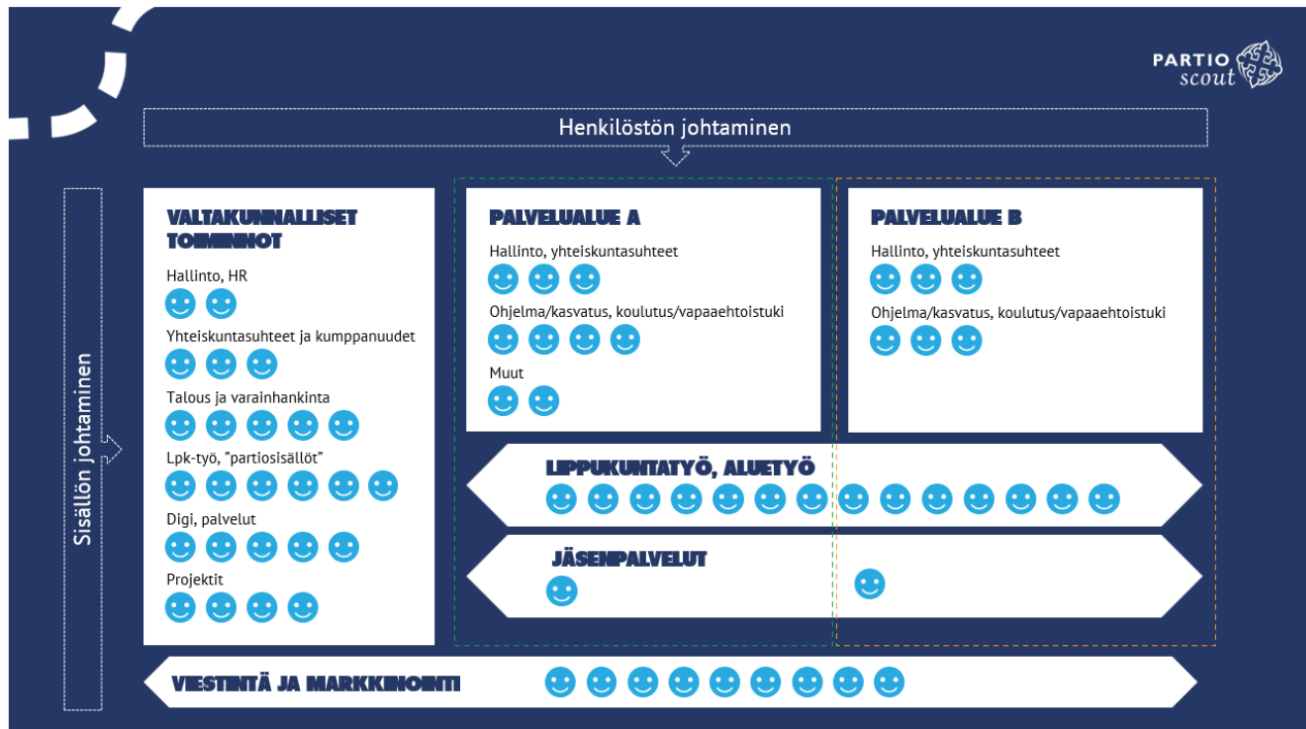 PARTIO
scout
Henkilöstön johtaminen
Sisällön johtaminen
VALTAKUNNALLISET
TOIMINNOT
Hallinto, HR
Yhteiskuntasuhteet ja kumppanuudet
Talous ja varainhankinta
Lpk-työ, ”partiosisällöt”
Digi, palvelut
Projektit
PALVELUALUE A
Hallinto, yhteiskuntasuhteet
Ohjelma/kasvatus, koulutus/vapaaehtoistuki
Muut
PALVELUALUE B
Hallinto, yhteiskuntasuhteet
Ohjelma/kasvatus, koulutus/vapaaehtoistuki
LIPPUKUNTATYÖ, ALUETYÖ
JÄSENPALVELUT
VIESTINTÄ JA MARKKINOINTI